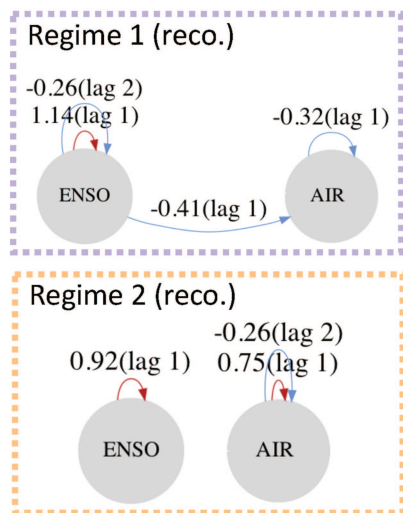 Regime 1 (reco.)
-0.26(lag 2)
1.14(lag 1)
-0.32(lag 1)
ENSO
AIR
-0.41(lag 1)
Regime 2 (reco.)
-0.26(lag 2)
0.92(lag 1)
0.75(lag 1)
ENSO
AIR